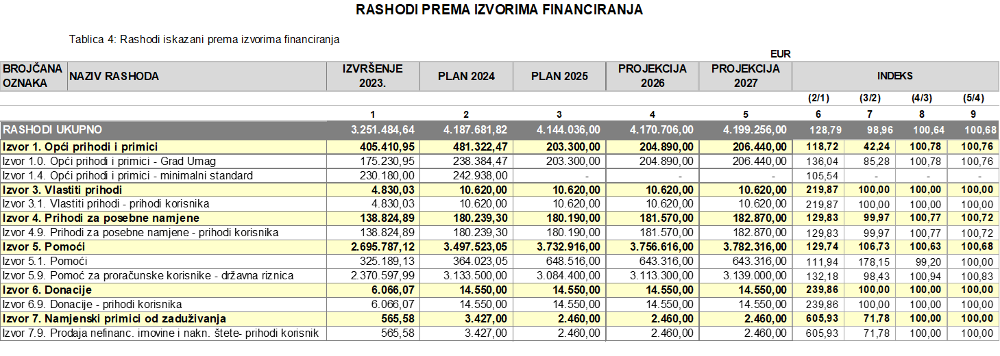 RASHODI PREMA IZVORIMA FINANCIRANJA
Tablica 4: Rashodi iskazani prema izvorima financiranja
EUR
BROJČANA OZNAKA NAZIV RASHODA IZVRŠENJE 2023. PLAN 2024 PLAN 2025 PROJEKCIJA 2026 PROJEKCIJA 2027 INDEKS
(2/1) (3/2) (4/3) (5/4)
1 2 3 4 5 6 7 8 9
RASHODI UKUPNO 3.251.484,64 4.187.681,82 4.144.036,00 4.170.706,00 4.199.256,00 128,79 98,96 100,64 100,68
Izvor 1. Opći prihodi i primici 405.410,95 481.322,47 203.300,00 204.890,00 206.440,00 118,72 42,24 100,78 100,76
Izvor 1.0. Opći prihodi i primici - Grad Umag 175.230,95 238.384,47 203.300,00 204.890,00 206.440,00 136,04 85,28 100,78 100,76
Izvor 1.4. Opći prihodi i primici - minimalni standard 230.180,00 242.938,00 - - - 105,54 - - -
Izvor 3. Vlastiti prihodi 4.830,03 10.620,00 10.620,00 10.620,00 10.620,00 219,87 100,00 100,00 100,00
Izvor 3.1. Vlastiti prihodi - prihodi korisnika 4.830,03 10.620,00 10.620,00 10.620,00 10.620,00 219,87 100,00 100,00 100,00
Izvor 4. Prihodi za posebne namjene 138.824,89 180.239,30 180.190,00 181.570,00 182.870,00 129,83 99,97 100,77 100,72
Izvor 4.9. Prihodi za posebne namjene - prihodi korisnika 138.824,89 180.239,30 180.190,00 181.570,00 182.870,00 129,83 99,97 100,77 100,72
Izvor 5. Pomoći 2.695.787,12 3.497.523,05 3.732.916,00 3.756.616,00 3.782.316,00 129,74 106,73 100,63 100,68
Izvor 5.1. Pomoći 325.189,13 364.023,05 648.516,00 643.316,00 643.316,00 111,94 178,15 99,20 100,00
Izvor 5.9. Pomoć za proračunske korisnike - državna riznica 2.370.597,99 3.133.500,00 3.084.400,00 3.113.300,00 3.139.000,00 132,18 98,43 100,94 100,83
Izvor 6. Donacije 6.066,07 14.550,00 14.550,00 14.550,00 14.550,00 239,86 100,00 100,00 100,00
Izvor 6.9. Donacije - prihodi korisnika 6.066,07 14.550,00 14.550,00 14.550,00 14.550,00 239,86 100,00 100,00 100,00
Izvor 7. Namjenski primici od zaduživanja 565,58 3.427,00 2.460,00 2.460,00 2.460,00 605,93 71,78 100,00 100,00
Izvor 7.9. Prodaja nefinanc. imovine i nakn. štete- prihodi korisnik 565,58 3.427,00 2.460,00 2.460,00 2.460,00 605,93 71,78 100,00 100,00